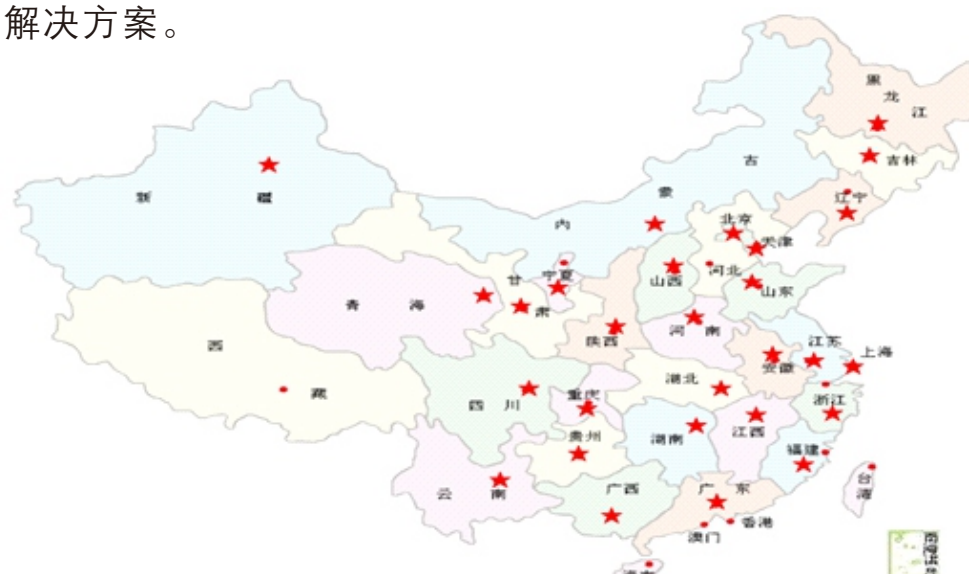 解决方案。
黑龙江
吉林
辽宁
内蒙古
新疆
北京
天津
河北
山西
山东
宁夏
甘肃
青海
陕西
河南
西藏
四川
重庆
湖北
安徽
江苏
上海
浙江
湖南
江西
贵州
福建
云南
广西
广东
台湾
香港
澳门